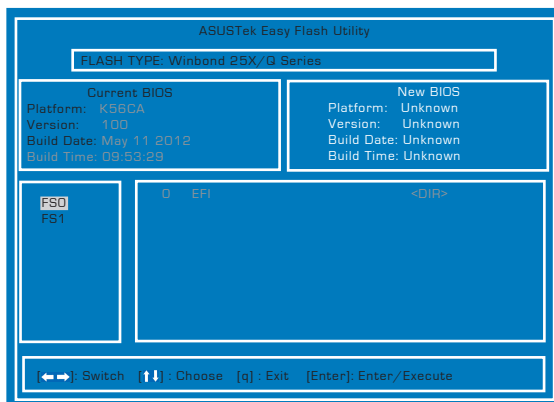 ASUSTek Easy Flash Utility
FLASH TYPE: Winbond 25X/Q Series
Current BIOS
Platform: K56CA
Version: 100
Build Date: May 11 2012
Build Time: 09:53:29
New BIOS
Platform: Unknown
Version: Unknown
Build Date: Unknown
Build Time: Unknown
FS0
FS1
0 EFI <DIR>
[←→]: Switch [↑↓] : Choose [q] : Exit [Enter]: Enter/Execute